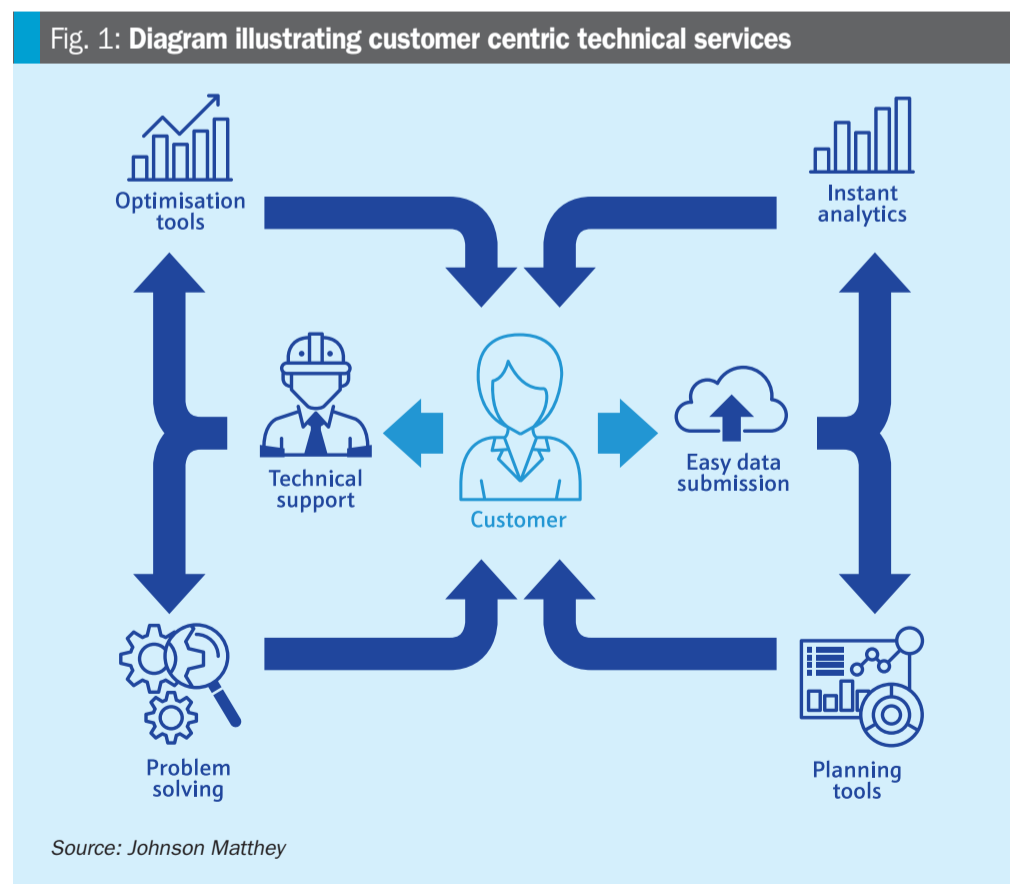 Fig. 1: Diagram illustrating customer centric technical services
Optimisation
tools
Instant
analytics
Technical
support
Customer
Easy data
submission
Problem
solving
Planning
tools
Source: Johnson Matthey